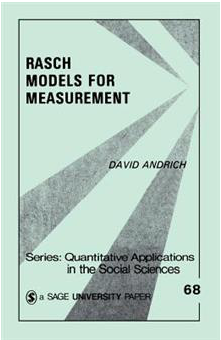 RASCH
MODELS FOR
MEASUREMENT
DAVID ANDRICH
Series: Quantitative Applications
in the Social Sciences
S a SAGE UNIVERSITY PAPER 68